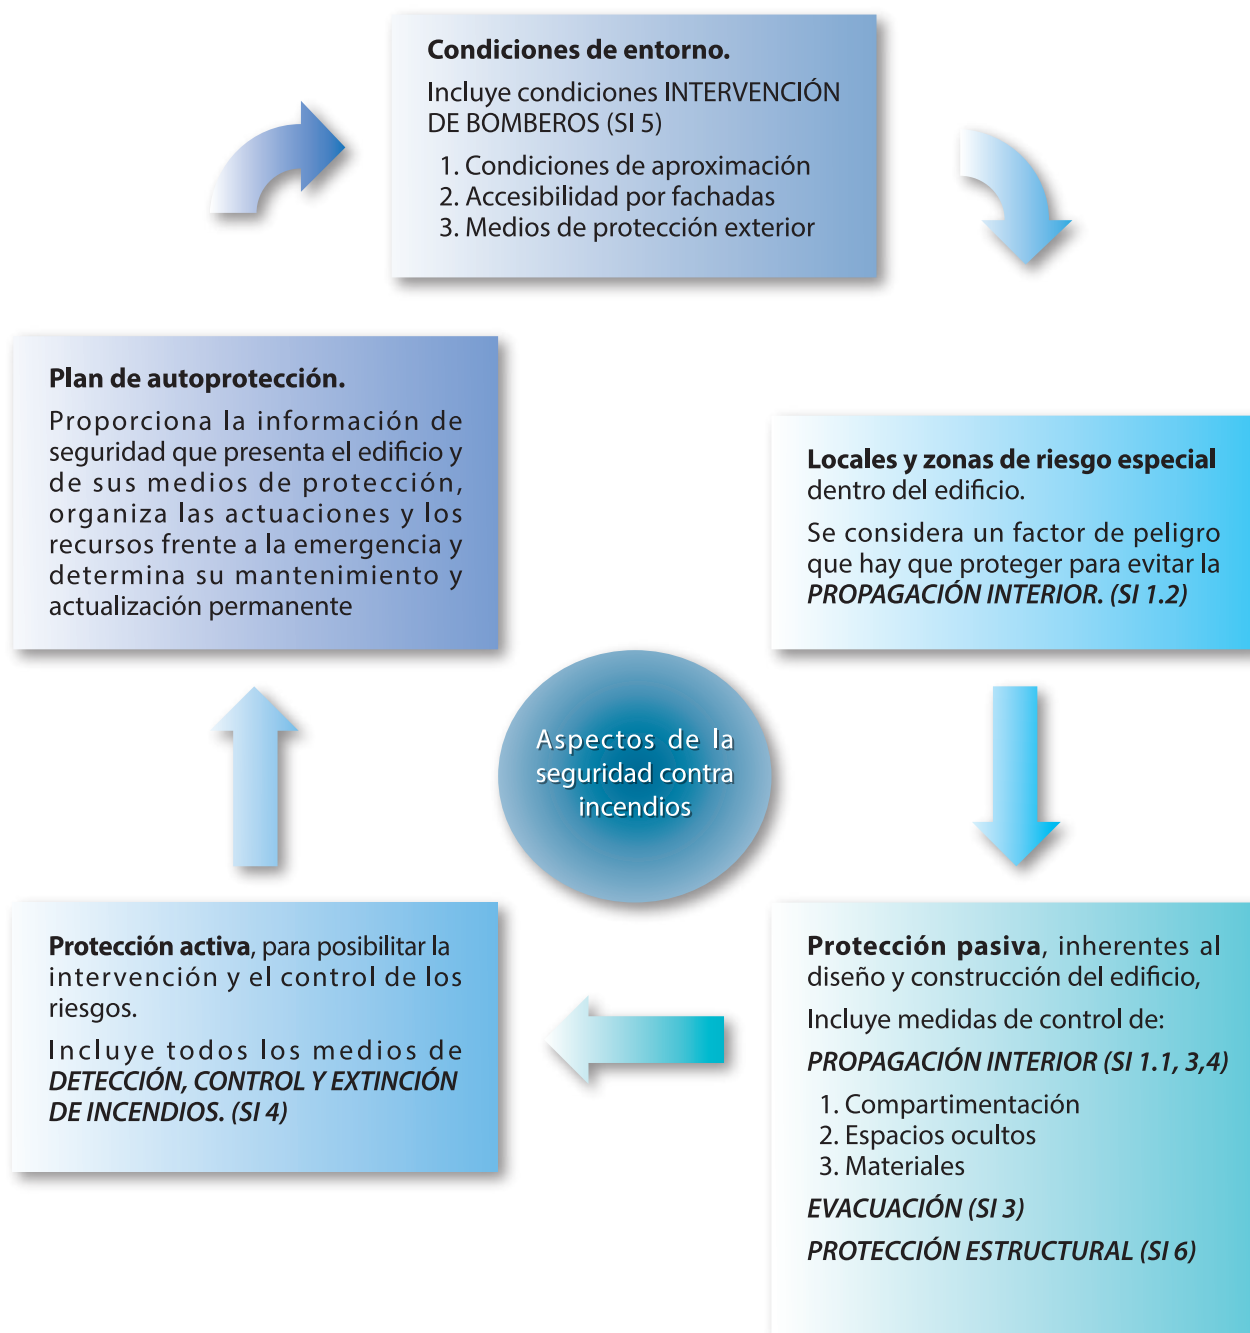 Condiciones de entorno.
Incluye condiciones INTERVENCIÓN
DE BOMBEROS (SI 5)
1. Condiciones de aproximación
2. Accesibilidad por fachadas
3. Medios de protección exterior
Plan de autoprotección.
Proporciona la información de
seguridad que presenta el edificio y
de sus medios de protección,
organiza las actuaciones y los
recursos frente a la emergencia y
determina su mantenimiento y
actualización permanente
Locales y zonas de riesgo especial
dentro del edificio.
Se considera un factor de peligro
que hay que proteger para evitar la
PROPAGACIÓN INTERIOR. (SI 1.2)
Aspectos de la
seguridad contra
incendios
Protección activa, para posibilitar la
intervención y el control de los
riesgos.
Incluye todos los medios de
DETECCIÓN, CONTROL Y EXTINCIÓN
DE INCENDIOS. (SI 4)
Protección pasiva, inherentes al
diseño y construcción del edificio,
Incluye medidas de control de:
PROPAGACIÓN INTERIOR (SI 1.1, 3,4)
1. Compartimentación
2. Espacios ocultos
3. Materiales
EVACUACIÓN (SI 3)
PROTECCIÓN ESTRUCTURAL (SI 6)